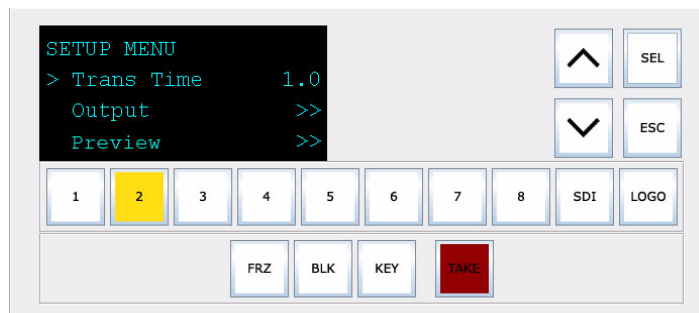 SETUP MENU
> Trans Time 1.0
Output >>
Preview >>
SEL
ESC
1 2 3 4 5 6 7 8 SDI LOGO
FRZ BLK KEY TAKE